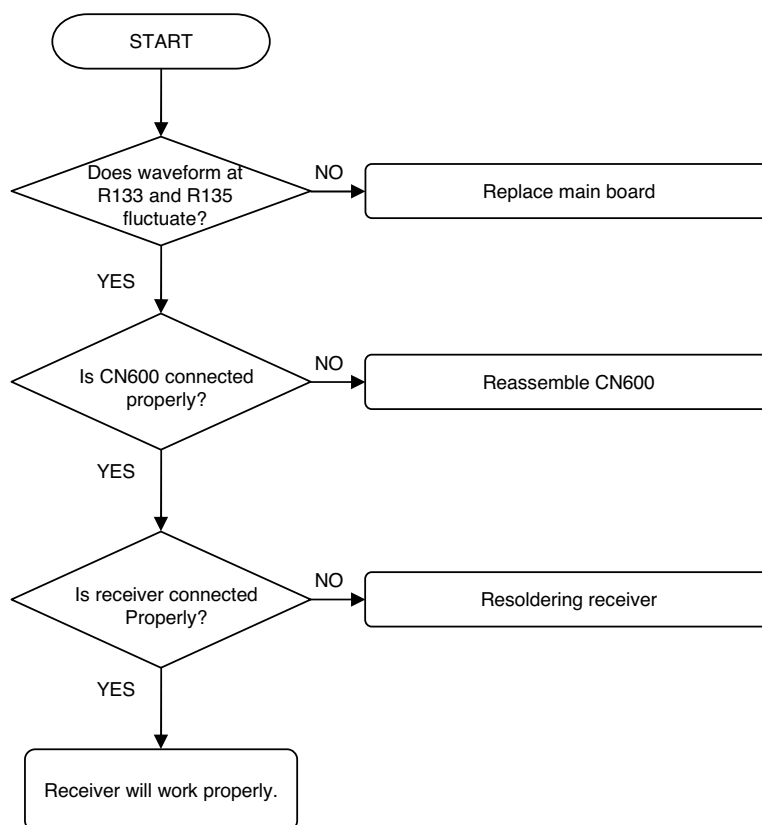 START
Does waveform at
R133 and R135
fluctuate?
NO
Replace main board
YES
Is CN600 connected
properly?
NO
Reassemble CN600
YES
Is receiver connected
Properly?
NO
Resoldering receiver
YES
Receiver will work properly.